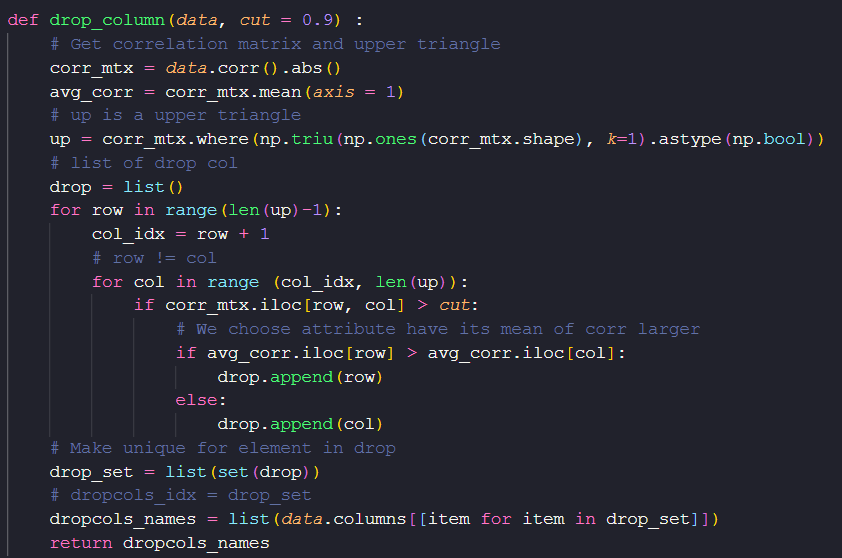 def drop_column(data, cut = 0.9) :
    # Get correlation matrix and upper triangle
    corr_mtx = data.corr().abs()
    avg_corr = corr_mtx.mean(axis = 1)
    # up is a upper triangle
    up = corr_mtx.where(np.triu(np.ones(corr_mtx.shape), k=1).astype(np.bool))
    # list of drop col
    drop = list()
    for row in range(len(up)-1):
        col_idx = row + 1
        # row != col
        for col in range (col_idx, len(up)):
            if corr_mtx.iloc[row, col] > cut:
                # We choose attribute have its mean of corr larger
                if avg_corr.iloc[row] > avg_corr.iloc[col]:
                    drop.append(row)
                else:
                    drop.append(col)
    # Make unique for element in drop
    drop_set = list(set(drop))
    # dropcols_idx = drop_set
    dropcols_names = list(data.columns[[item for item in drop_set]])
    return dropcols_names